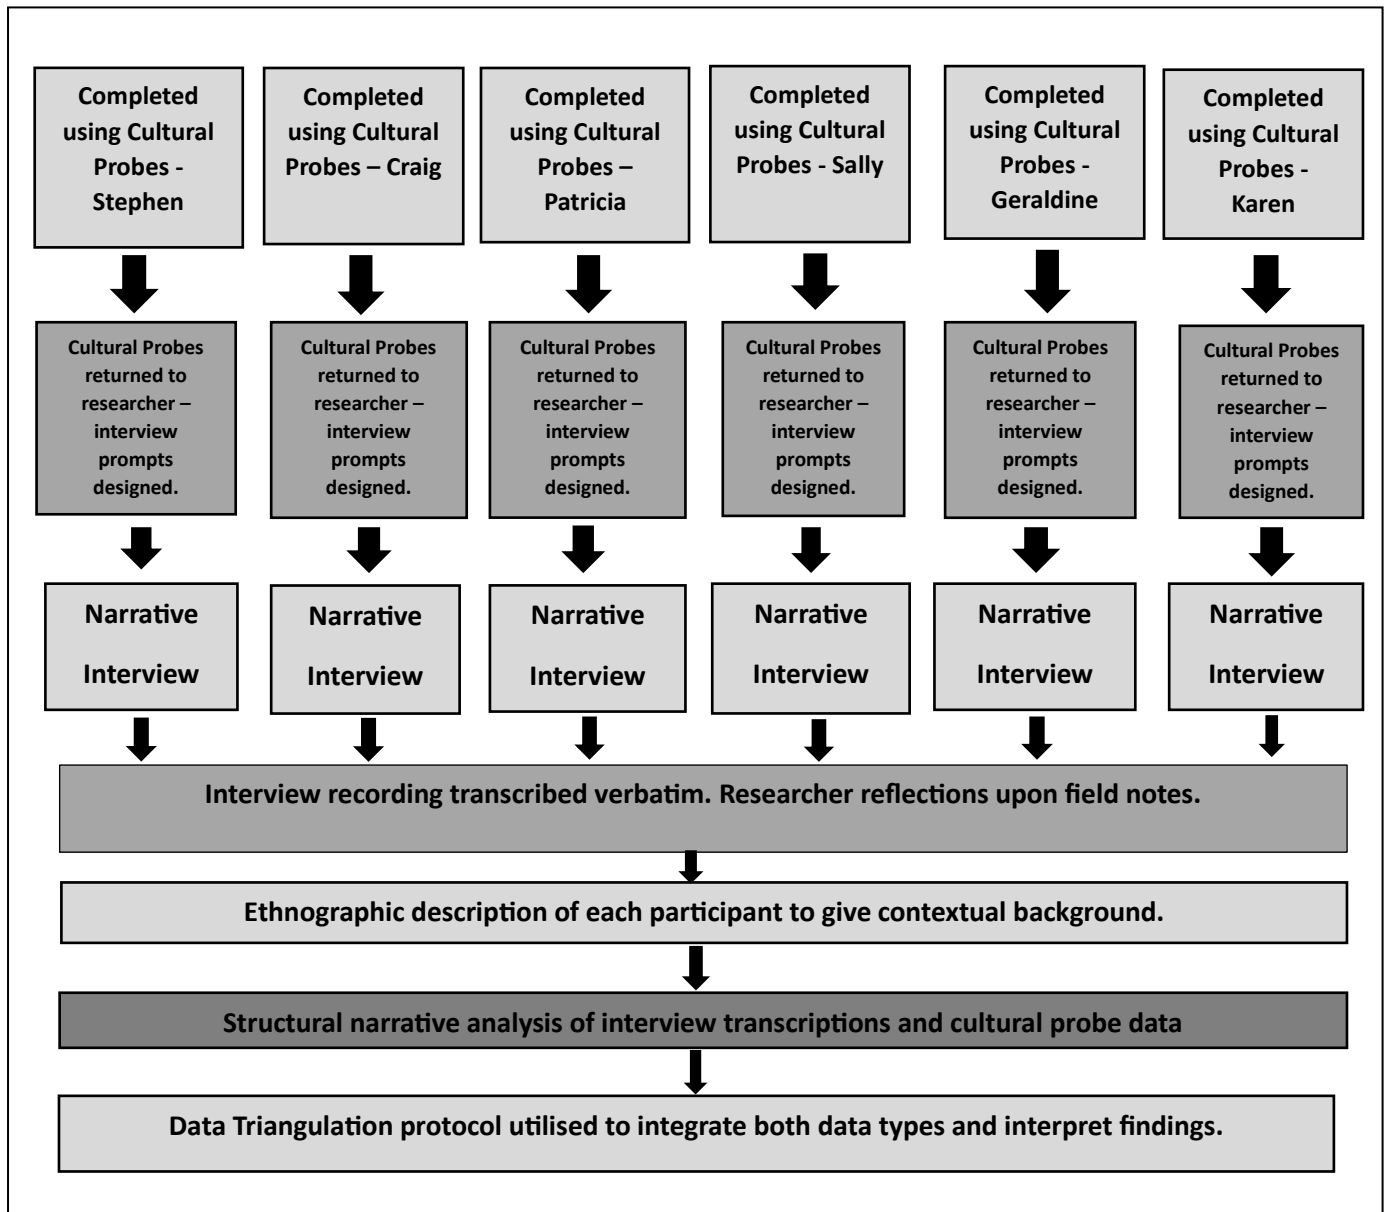 Completed
using Cultural
Probes -
Stephen
Completed
using Cultural
Probes – Craig
Completed
using Cultural
Probes –
Patricia
Completed
using Cultural
Probes - Sally
Completed
using Cultural
Probes -
Geraldine
Completed
using Cultural
Probes -
Karen
Cultural Probes
returned to
researcher –
interview
prompts
designed.
Cultural Probes
returned to
researcher –
interview
prompts
designed.
Cultural Probes
returned to
researcher –
interview
prompts
designed.
Cultural Probes
returned to
researcher –
interview
prompts
designed.
Cultural Probes
returned to
researcher –
interview
prompts
designed.
Cultural Probes
returned to
researcher –
interview
prompts
designed.
Narrative
Interview
Narrative
Interview
Narrative
Interview
Narrative
Interview
Narrative
Interview
Narrative
Interview
Interview recording transcribed verbatim. Researcher reflections upon field notes.
Ethnographic description of each participant to give contextual background.
Structural narrative analysis of interview transcriptions and cultural probe data
Data Triangulation protocol utilised to integrate both data types and interpret findings.